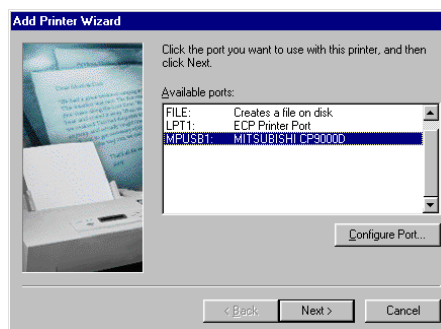 Add Printer Wizard
Click the port you want to use with this printer, and then
click Next.
Available ports:
FILE: Creates a file on disk
LPT1: ECP Printer Port
MPUSB1: MITSUBISHI CP9000D
Configure Port...
< Back Next > Cancel